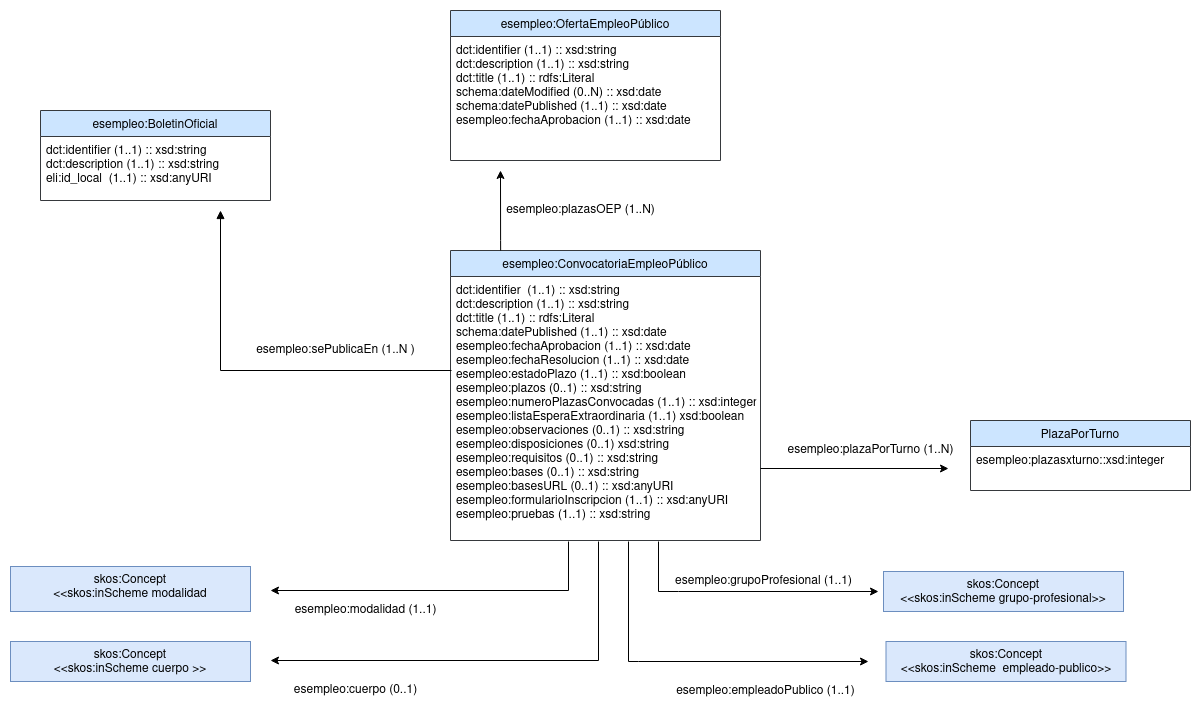 esempleo:OfertaEmpleoPúblico
dct:identifier (1..1) :: xsd:string
dct:description (1..1) :: xsd:string
dct:title (1..1) :: rdfs:Literal
schema:dateModified (0..N) :: xsd:date
schema:datePublished (1..1) :: xsd:date
esempleo:fechaAprobacion (1..1) :: xsd:date
esempleo:BoletinOficial
dct:identifier (1..1) :: xsd:string
dct:description (1..1) :: xsd:string
eli:id_local  (1..1) :: xsd:anyURI
esempleo:plazasOEP (1..N)
esempleo:ConvocatoriaEmpleoPúblico
dct:identifier  (1..1) :: xsd:string
dct:description (1..1) :: xsd:string
dct:title (1..1) :: rdfs:Literal
schema:datePublished (1..1) :: xsd:date
esempleo:fechaAprobacion (1..1) :: xsd:date
esempleo:fechaResolucion (1..1) :: xsd:date
esempleo:estadoPlazo (1..1) :: xsd:boolean
esempleo:plazos (0..1) :: xsd:string
esempleo:numeroPlazasConvocadas (1..1) :: xsd:integer
esempleo:listaEsperaExtraordinaria (1..1) xsd:boolean
esempleo:observaciones (0..1) :: xsd:string
esempleo:disposiciones (0..1) xsd:string
esempleo:requisitos (0..1) :: xsd:string
esempleo:bases (0..1) :: xsd:string
esempleo:basesURL (0..1) :: xsd:anyURI
esempleo:formularioInscripcion (1..1) :: xsd:anyURI
esempleo:pruebas (1..1) :: xsd:string
esempleo:sePublicaEn (1..N )
esempleo:plazaPorTurno (1..N)
PlazaPorTurno
esempleo:plazasxturno::xsd:integer
skos:Concept
<<skos:inScheme modalidad
esempleo:modalidad (1..1)
esempleo:grupoProfesional (1..1)
skos:Concept
<<skos:inScheme grupo-profesional>>
skos:Concept
<<skos:inScheme cuerpo >>
esempleo:cuerpo (0..1)
esempleo:empleadoPublico (1..1)
skos:Concept
<<skos:inScheme  empleado-publico>>